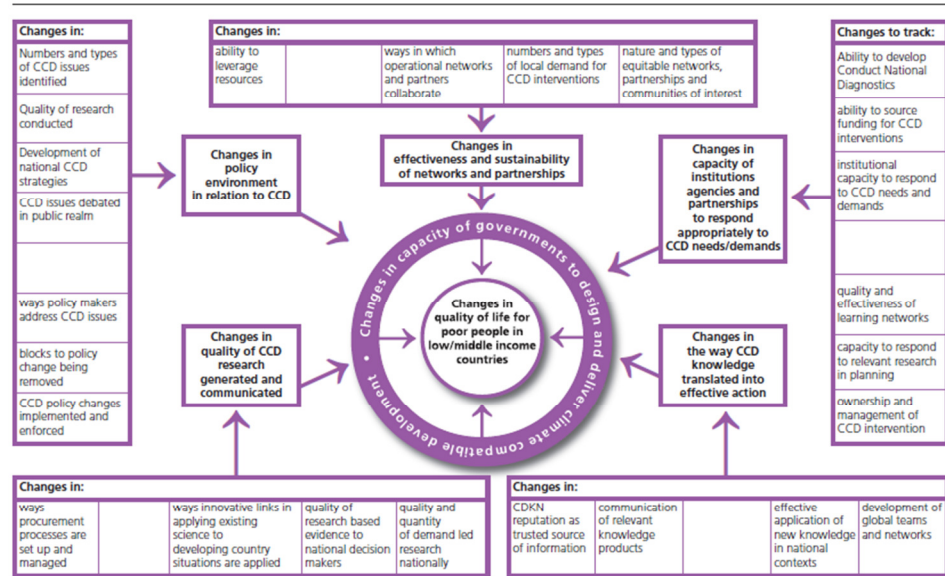 Changes in:
Numbers and types
of CCD issues
identified
Quality of research
conducted
Development of
national CCD
strategies
CCD issues debated
in public realm
ways policy makers
address CCD issues
blocks to policy
change being
removed
CCD policy changes
implemented and
enforced
Changes in:
ability to
leverage
resources
ways in which
operational networks
and partners
collaborate
numbers and types
of local demand for
CCD interventions
nature and types of
equitable networks,
partnerships and
communities of interest
Changes to track:
Ability to develop
Conduct National
Diagnostics
ability to source
funding for CCD
interventions
institutional
capacity to respond
to CCD needs and
demands
quality and
effectiveness of
learning networks
capacity to respond
to relevant research
in planning
ownership and
management of
CCD intervention
Changes in
policy
environment
in relation to CCD
Changes in
effectiveness and sustainability
of networks and partnerships
Changes in
capacity of
institutions
agencies and
partnerships
to respond
appropriately to
CCD needs/demands
Changes in capacity of governments to design and deliver climate compatible development •
Changes in
quality of life for
poor people in
low/middle income
countries
Changes in
quality of CCD
research
generated and
communicated
Changes in
the way CCD
knowledge
translated into
effective action
Changes in:
ways
procurement
processes are
set up and
managed
ways innovative links in
applying existing
science to
developing country
situations are applied
quality of
research based
evidence to
national decision
makers
quality and
quantity
of demand led
research
nationally
Changes in:
CDKN
reputation as
trusted source
of information
communication
of relevant
knowledge
products
effective
application of
new knowledge
in national
contexts
development of
global teams
and networks